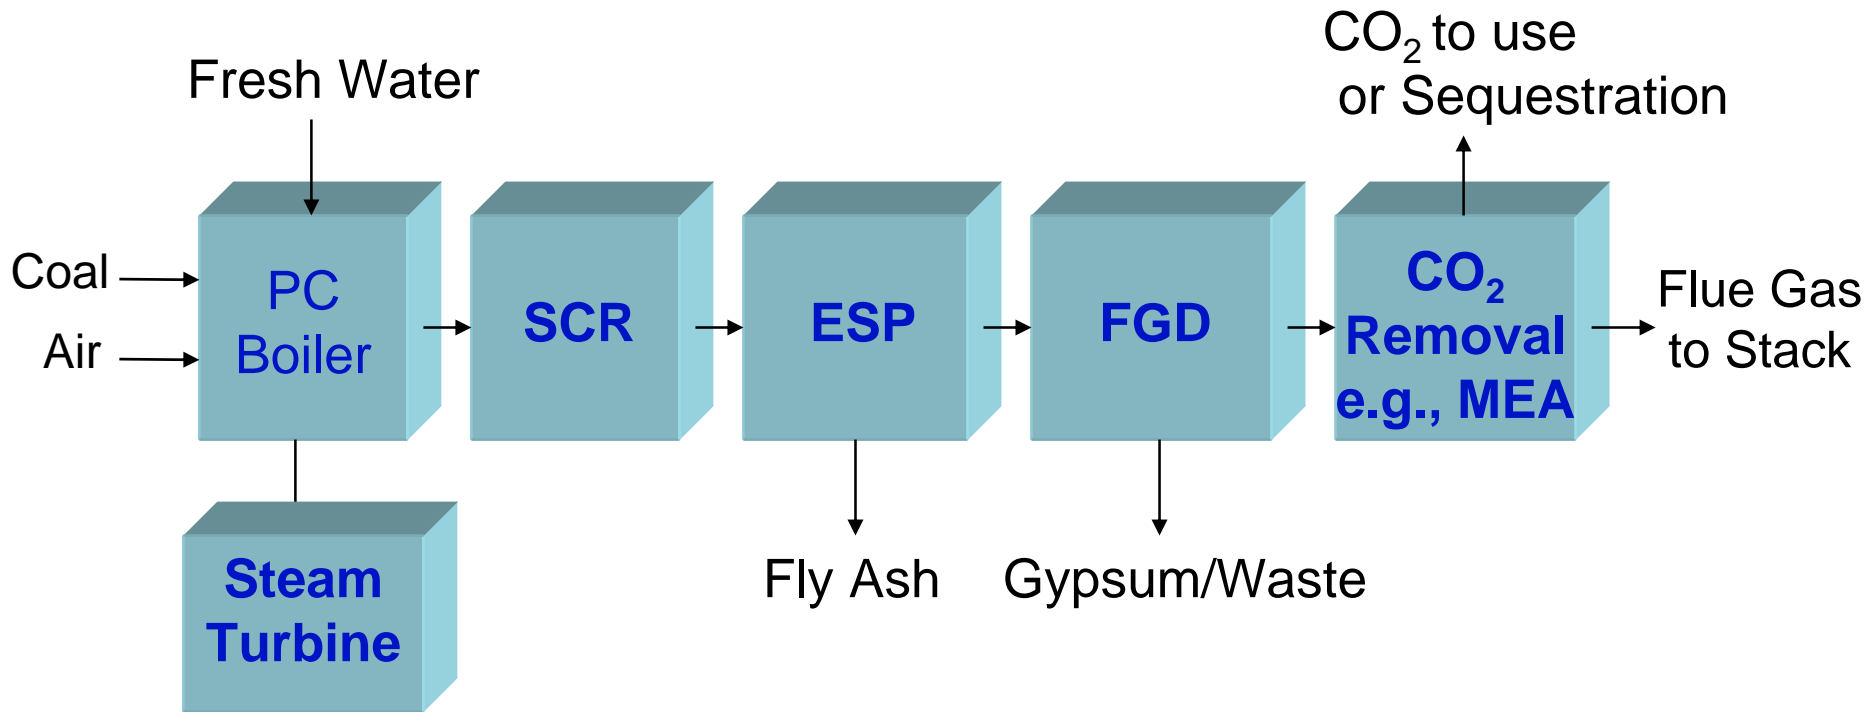 CO₂ to use
or Sequestration
Fresh Water
Coal
Air
PC
Boiler
SCR
ESP
FGD
CO₂
Removal
e.g., MEA
Flue Gas
to Stack
Steam
Turbine
Fly Ash
Gypsum/Waste